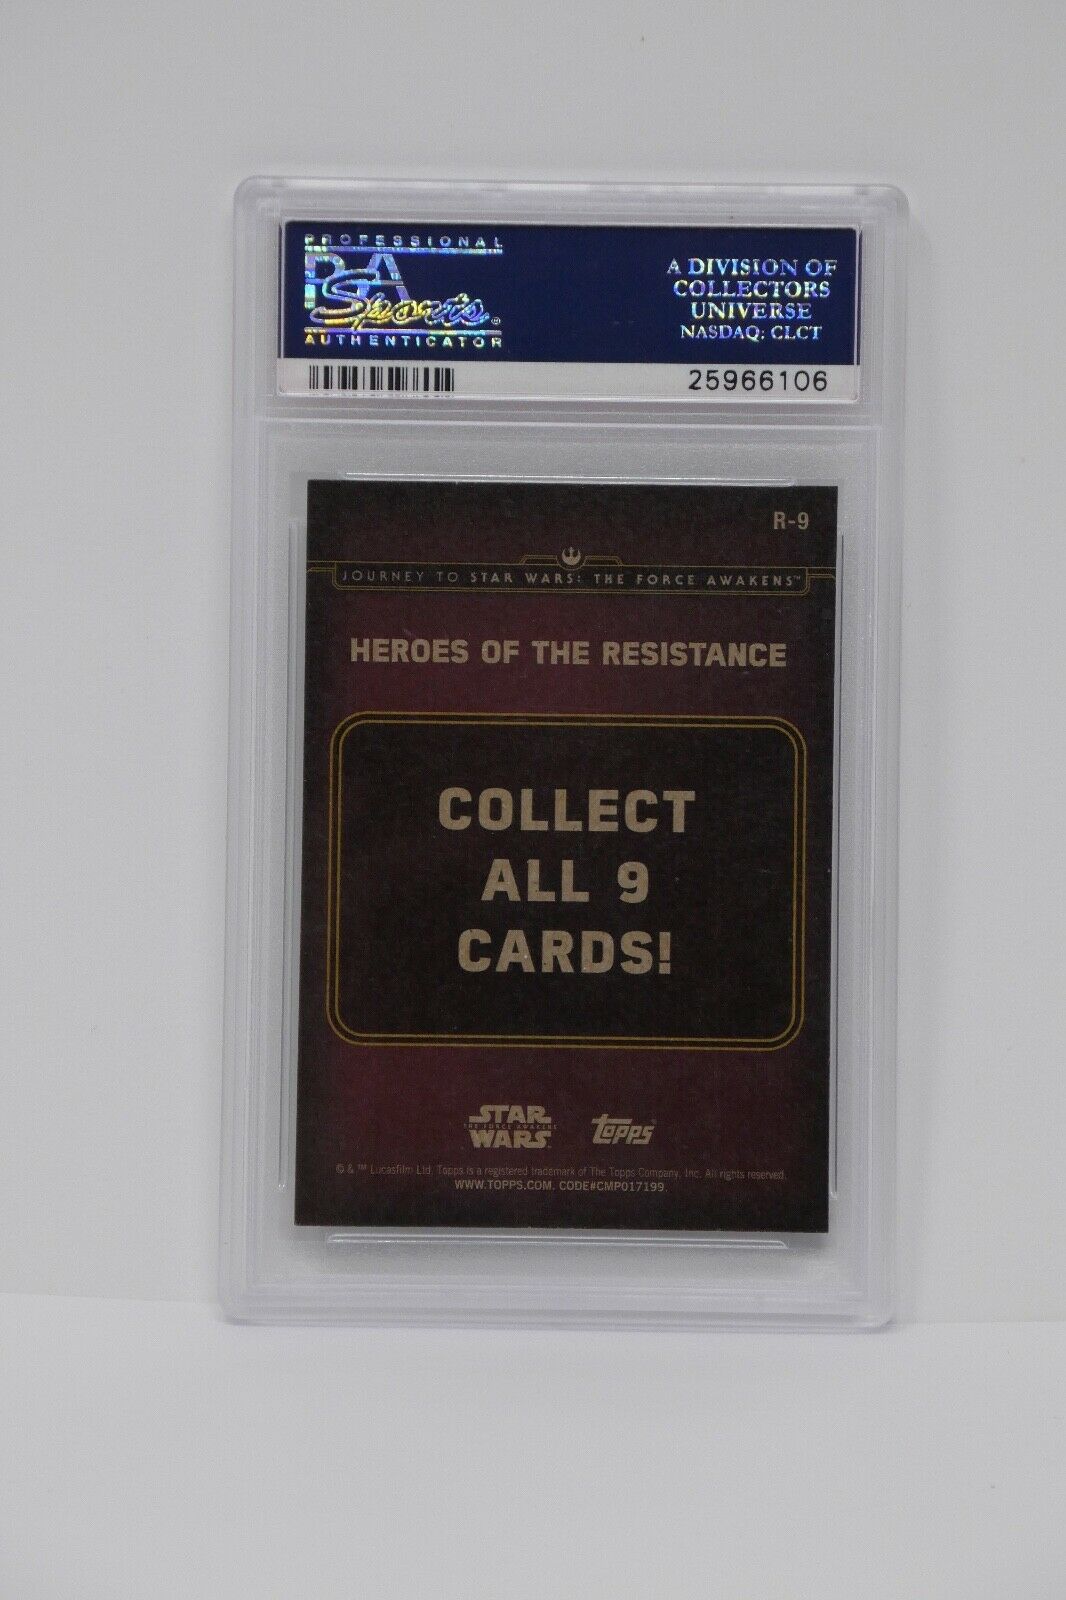 PROFESSIONAL
PSA
Sports®
AUTHENTICATOR
A DIVISION OF
COLLECTORS
UNIVERSE
NASDAQ: CLCT
25966106
R-9
JOURNEY TO STAR WARS: THE FORCE AWAKENS™
HEROES OF THE RESISTANCE
COLLECT
ALL 9
CARDS!
STAR
THE FORCE AWAKENS
WARS
topps
© & ™ Lucasfilm Ltd. Topps is a registered trademark of The Topps Company, Inc. All rights reserved.
WWW.TOPPS.COM. CODE#CMP017199.